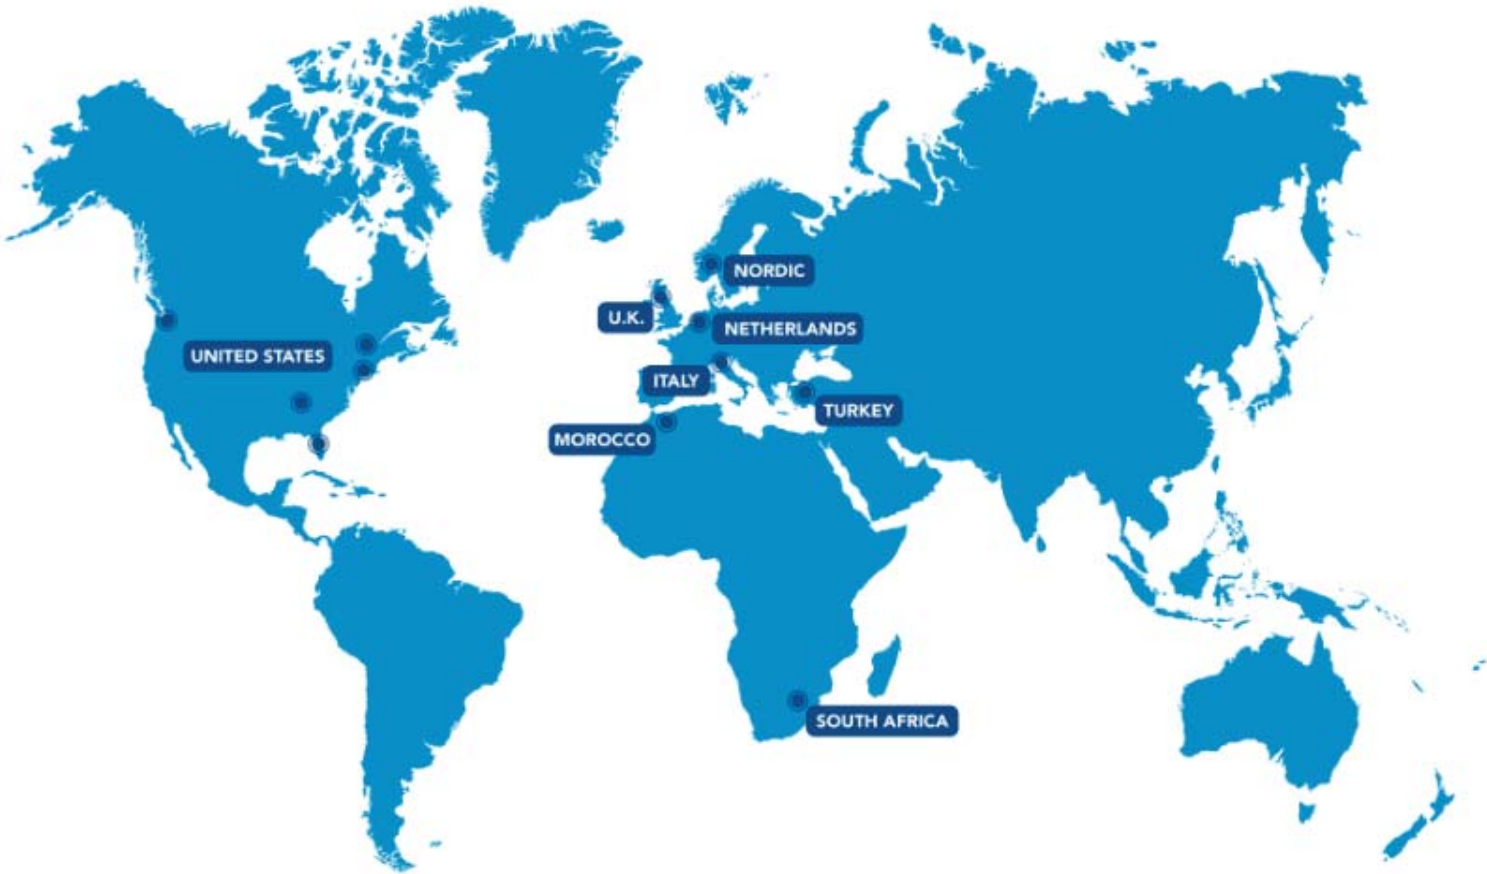 NORDIC
U.K.
NETHERLANDS
UNITED STATES
ITALY
TURKEY
MOROCCO
SOUTH AFRICA